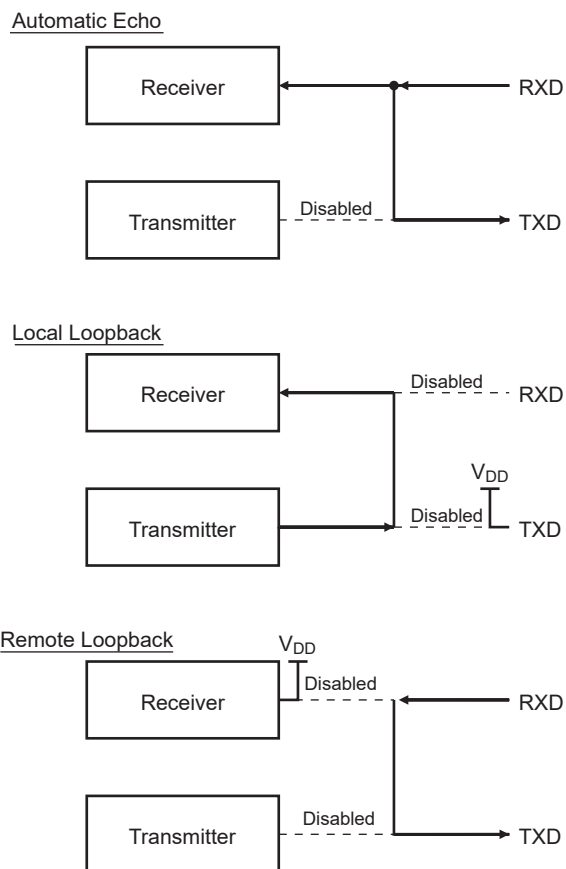 Automatic Echo
Receiver
RXD
Transmitter
Disabled
TXD
Local Loopback
Receiver
Disabled
RXD
VDD
Transmitter
Disabled
TXD
Remote Loopback
VDD
Receiver
Disabled
RXD
Transmitter
Disabled
TXD